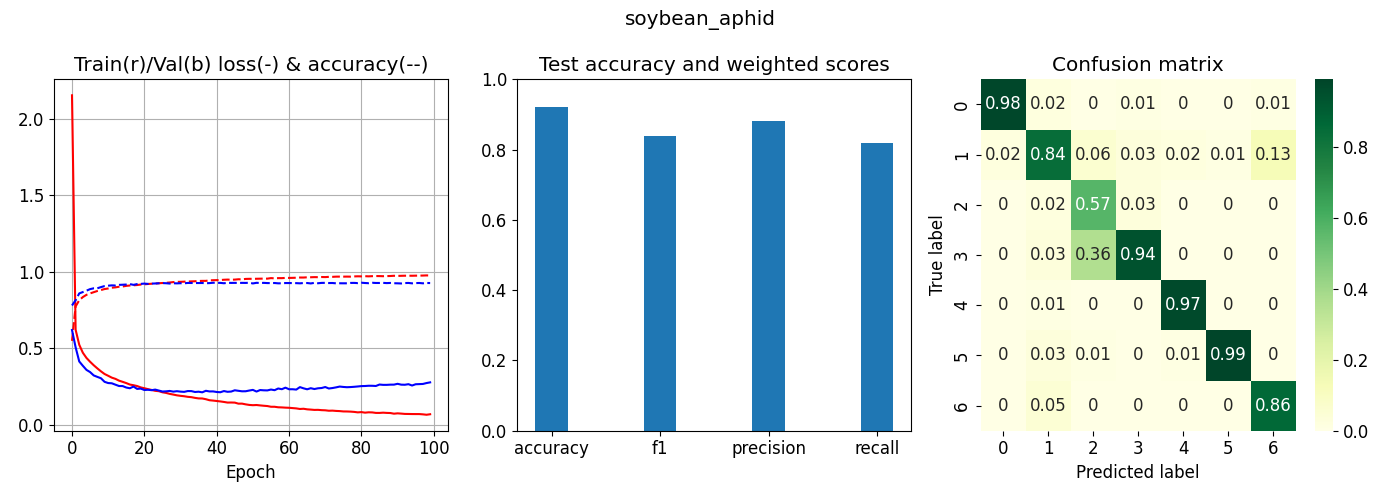 soybean_aphid
Train(r)/Val(b) loss(-) & accuracy(--)
2.0
1.5
1.0
0.5
0.0
0 20 40 60 80 100
Epoch
Test accuracy and weighted scores
1.0
0.8
0.6
0.4
0.2
0.0
accuracy f1 precision recall
Confusion matrix
True label
0 0.98 0.02 0 0.01 0 0 0.01
1 0.02 0.84 0.06 0.03 0.02 0.01 0.13
2 0 0.02 0.57 0.03 0 0 0
3 0 0.03 0.36 0.94 0 0 0
4 0 0.01 0 0 0.97 0 0
5 0 0.03 0.01 0 0.01 0.99 0
6 0 0.05 0 0 0 0 0.86
0 1 2 3 4 5 6
Predicted label
0.8
0.6
0.4
0.2
0.0